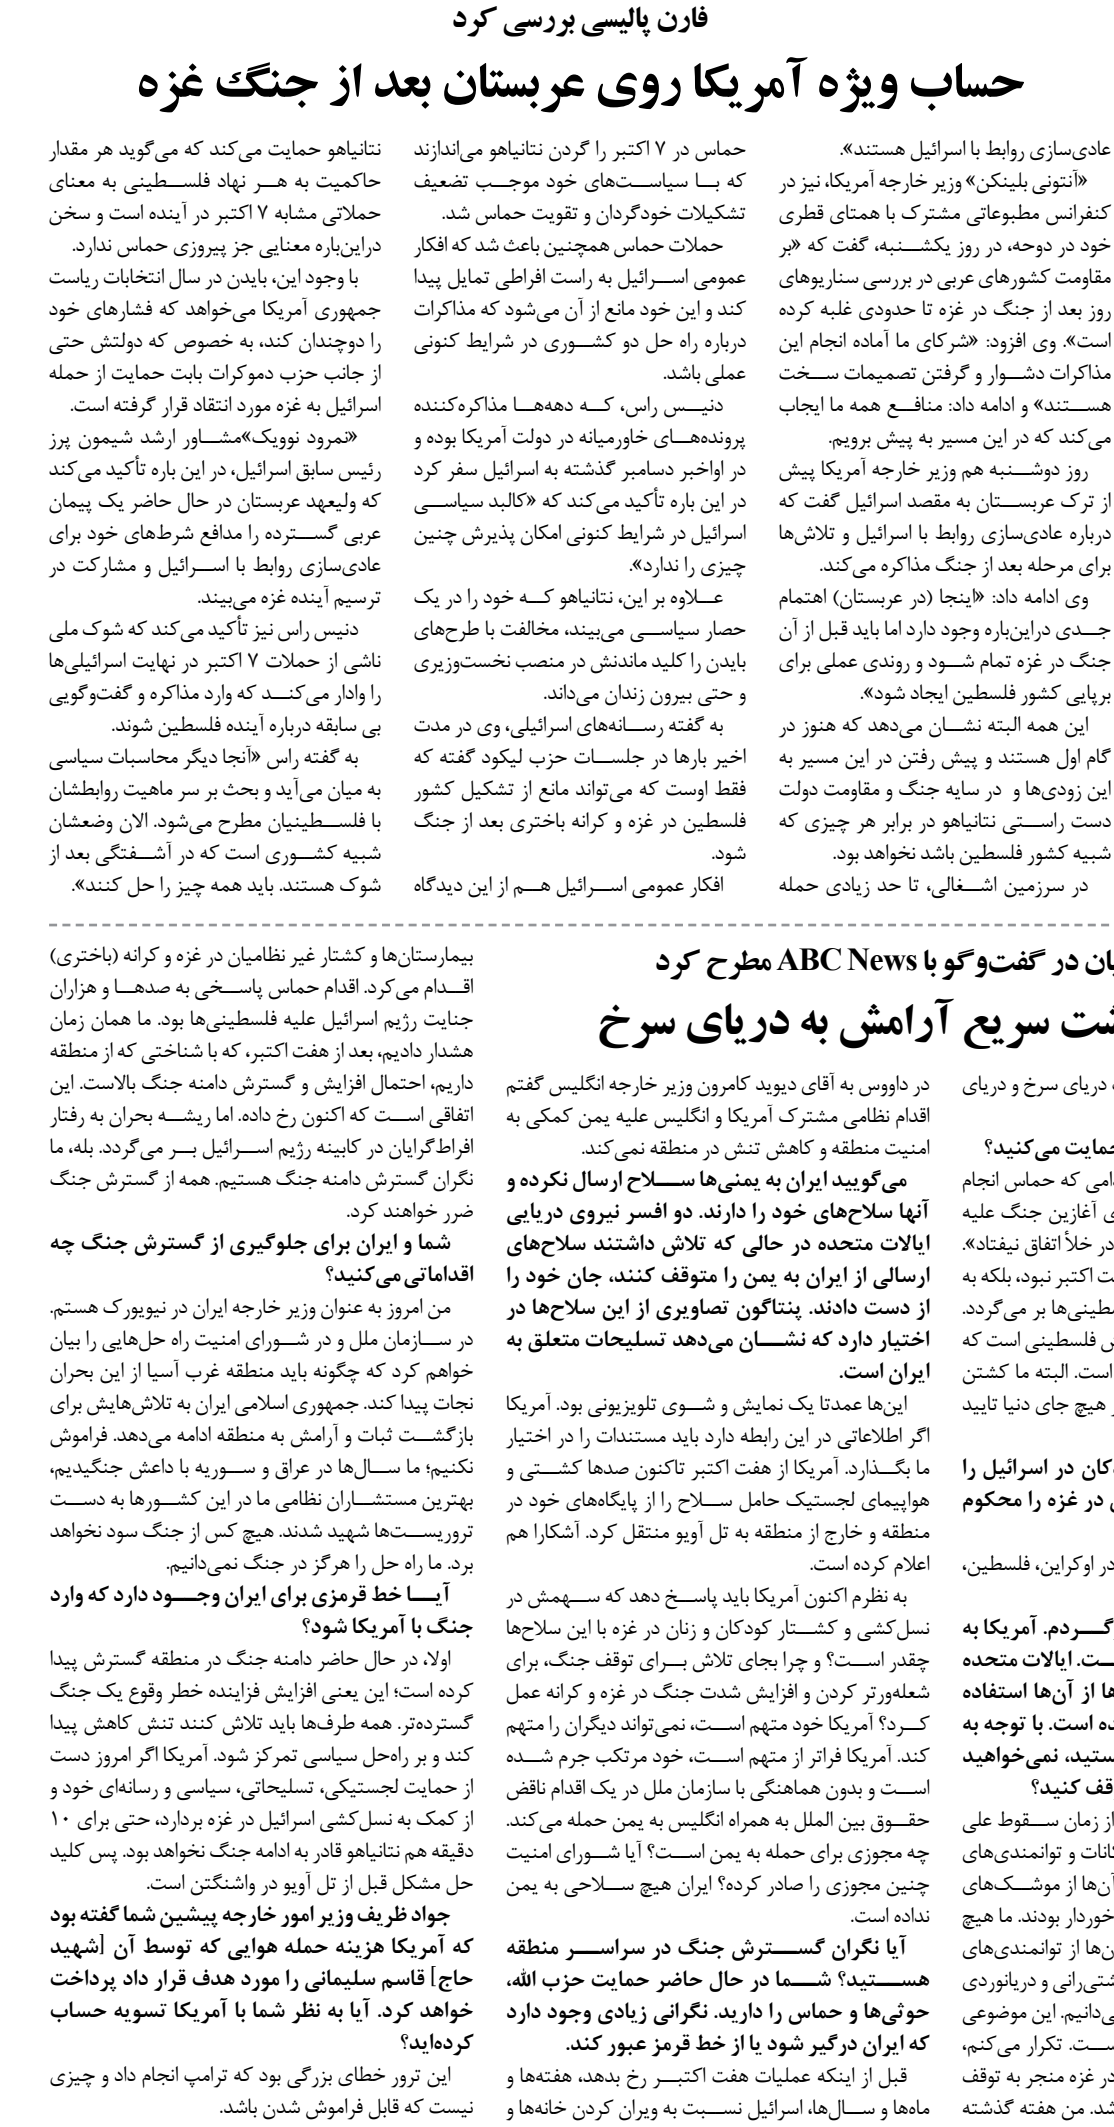 فارن پالیسی بررسی کرد
حساب ویژه آمریکا روی عربستان بعد از جنگ غزه
عادی‌سازی روابط با اسرائیل هستند».
«آنتونی بلینکن» وزیر خارجه آمریکا، نیز در
کنفرانس مطبوعاتی مشترک با همتای قطری
خود در دوحه، در روز یکشنبه، گفت که «بر
مقاومت کشورهای عربی در بررسی سناریوهای
روز بعد از جنگ در غزه تا حدودی غلبه کرده
است». وی افزود: «شرکای ما آماده انجام این
مذاکرات دشوار و گرفتن تصمیمات سخت
هستند» و ادامه داد: منافع همه ما ایجاب
می‌کند که در این مسیر به پیش برویم.
روز دوشنبه هم وزیر خارجه آمریکا پیش
از ترک عربستان به مقصد اسرائیل گفت که
درباره عادی‌سازی روابط با اسرائیل و تلاش‌ها
برای مرحله بعد از جنگ مذاکره می‌کند.
وی ادامه داد: «اینجا (در عربستان) اهتمام
جدی دراین‌باره وجود دارد اما باید قبل از آن
جنگ در غزه تمام شود و روندی عملی برای
برپایی کشور فلسطین ایجاد شود».
این همه البته نشان می‌دهد که هنوز در
گام اول هستند و پیش رفتن در این مسیر به
این زودی‌ها و در سایه جنگ و مقاومت دولت
دست راستی نتانیاهو در برابر هر چیزی که
شبیه کشور فلسطین باشد نخواهد بود.
در سرزمین اشغالی، تا حد زیادی حمله
حماس در ۷ اکتبر را گردن نتانیاهو می‌اندازند
که با سیاست‌های خود موجب تضعیف
تشکیلات خودگردان و تقویت حماس شد.
حملات حماس همچنین باعث شد که افکار
عمومی اسرائیل به راست افراطی تمایل پیدا
کند و این خود مانع از آن می‌شود که مذاکرات
درباره راه حل دو کشوری در شرایط کنونی
عملی باشد.
دنیس راس، که دهه‌ها مذاکره‌کننده
پرونده‌های خاورمیانه در دولت آمریکا بوده و
در اواخبر دسامبر گذشته به اسرائیل سفر کرد
در این باره تأکید می‌کند که «کالبد سیاسی
اسرائیل در شرایط کنونی امکان پذیرش چنین
چیزی را ندارد».
علاوه بر این، نتانیاهو که خود را در یک
حصار سیاسی می‌بیند، مخالفت با طرح‌های
بایدن را کلید ماندنش در منصب نخست‌وزیری
و حتی بیرون زندان می‌داند.
به گفته رسانه‌های اسرائیلی، وی در مدت
اخیر بارها در جلسات حزب لیکود گفته که
فقط اوست که می‌تواند مانع از تشکیل کشور
فلسطین در غزه و کرانه باختری بعد از جنگ
شود.
افکار عمومی اسرائیل هم از این دیدگاه
نتانیاهو حمایت می‌کند که می‌گوید هر مقدار
حاکمیت به هر نهاد فلسطینی به معنای
حملاتی مشابه ۷ اکتبر در آینده است و سخن
دراین‌باره معنایی جز پیروزی حماس ندارد.
با وجود این، بایدن در سال انتخابات ریاست
جمهوری آمریکا می‌خواهد که فشارهای خود
را دوچندان کند، به خصوص که دولتش حتی
از جانب حزب دموکرات بابت حمایت از حمله
اسرائیل به غزه مورد انتقاد قرار گرفته است.
«نمرود نوویک»مشاور ارشد شیمون پرز
رئیس سابق اسرائیل، در این باره تأکید می‌کند
که ولیعهد عربستان در حال حاضر یک پیمان
عربی گسترده را مدافع شرط‌های خود برای
عادی‌سازی روابط با اسرائیل و مشارکت در
ترسیم آینده غزه می‌بیند.
دنیس راس نیز تأکید می‌کند که شوک ملی
ناشی از حملات ۷ اکتبر در نهایت اسرائیلی‌ها
را وادار می‌کند که وارد مذاکره و گفت‌وگویی
بی سابقه درباره آینده فلسطین شوند.
به گفته راس «آنجا دیگر محاسبات سیاسی
به میان می‌آید و بحث بر سر ماهیت روابطشان
با فلسطینیان مطرح می‌شود. الان وضعشان
شبیه کشوری است که در آشفتگی بعد از
شوک هستند. باید همه چیز را حل کنند».
در گفت‌وگو با ABC News مطرح کرد
سریع آرامش به دریای سرخ
دریای سرخ و دریای
حمایت می‌کنید؟
که حماس انجام
آغازین جنگ علیه
در خلأ اتفاق نیفتاد».
اکتبر نبود، بلکه به
بر می‌گردد.
فلسطینی است که
است. البته ما کشتن
هیچ جای دنیا تایید
در اسرائیل را
در غزه را محکوم
در اوکراین، فلسطین،
آمریکا به
ایالات متحده
از آن‌ها استفاده
است. با توجه به
نمی‌خواهید
کنید؟
از زمان سقوط علی
و توانمندی‌های
آن‌ها از موشک‌های
بودند. ما هیچ
از توانمندی‌های
و دریانوردی
این موضوعی
تکرار می‌کنم،
در غزه منجر به توقف
من هفته گذشته
در داووس به آقای دیوید کامرون وزیر خارجه انگلیس گفتم
اقدام نظامی مشترک آمریکا و انگلیس علیه یمن کمکی به
امنیت منطقه و کاهش تنش در منطقه نمی‌کند.
می‌گویید ایران به یمنی‌ها سلاح ارسال نکرده و
آنها سلاح‌های خود را دارند. دو افسر نیروی دریایی
ایالات متحده در حالی که تلاش داشتند سلاح‌های
ارسالی از ایران به یمن را متوقف کنند، جان خود را
از دست دادند. پنتاگون تصاویری از این سلاح‌ها در
اختیار دارد که نشان می‌دهد تسلیحات متعلق به
ایران است.
این‌ها عمدتا یک نمایش و شوی تلویزیونی بود. آمریکا
اگر اطلاعاتی در این رابطه دارد باید مستندات را در اختیار
ما بگذارد. آمریکا از هفت اکتبر تاکنون صدها کشتی و
هواپیمای لجستیک حامل سلاح را از پایگاه‌های خود در
منطقه و خارج از منطقه به تل آویو منتقل کرد. آشکارا هم
اعلام کرده است.
به نظرم اکنون آمریکا باید پاسخ دهد که سهمش در
نسل‌کشی و کشتار کودکان و زنان در غزه با این سلاح‌ها
چقدر است؟ و چرا بجای تلاش برای توقف جنگ، برای
شعله‌ورتر کردن و افزایش شدت جنگ در غزه و کرانه عمل
کرد؟ آمریکا خود متهم است، نمی‌تواند دیگران را متهم
کند. آمریکا فراتر از متهم است، خود مرتکب جرم شده
است و بدون هماهنگی با سازمان ملل در یک اقدام ناقض
حقوق بین الملل به همراه انگلیس به یمن حمله می‌کند.
چه مجوزی برای حمله به یمن است؟ آیا شورای امنیت
چنین مجوزی را صادر کرده؟ ایران هیچ سلاحی به یمن
نداده است.
آیا نگران گسترش جنگ در سراسر منطقه
هستید؟ شما در حال حاضر حمایت حزب الله،
حوثی‌ها و حماس را دارید. نگرانی زیادی وجود دارد
که ایران درگیر شود یا از خط قرمز عبور کند.
قبل از اینکه عملیات هفت اکتبر رخ بدهد، هفته‌ها و
ماه‌ها و سال‌ها، اسرائیل نسبت به ویران کردن خانه‌ها و
بیمارستان‌ها و کشتار غیر نظامیان در غزه و کرانه (باختری)
اقدام می‌کرد. اقدام حماس پاسخی به صدها و هزاران
جنایت رژیم اسرائیل علیه فلسطینی‌ها بود. ما همان زمان
هشدار دادیم، بعد از هفت اکتبر، که با شناختی که از منطقه
داریم، احتمال افزایش و گسترش دامنه جنگ بالاست. این
اتفاقی است که اکنون رخ داده. اما ریشه بحران به رفتار
افراط‌گرایان در کابینه رژیم اسرائیل بر می‌گردد. بله، ما
نگران گسترش دامنه جنگ هستیم. همه از گسترش جنگ
ضرر خواهند کرد.
شما و ایران برای جلوگیری از گسترش جنگ چه
اقداماتی می‌کنید؟
من امروز به عنوان وزیر خارجه ایران در نیویورک هستم.
در سازمان ملل و در شورای امنیت راه حل‌هایی را بیان
خواهم کرد که چگونه باید منطقه غرب آسیا از این بحران
نجات پیدا کند. جمهوری اسلامی ایران به تلاش‌هایش برای
بازگشت ثبات و آرامش به منطقه ادامه می‌دهد. فراموش
نکنیم؛ ما سال‌ها در عراق و سوریه با داعش جنگیدیم،
بهترین مستشاران نظامی ما در این کشورها به دست
تروریست‌ها شهید شدند. هیچ کس از جنگ سود نخواهد
برد. ما راه حل را هرگز در جنگ نمی‌دانیم.
آیا خط قرمزی برای ایران وجود دارد که وارد
جنگ با آمریکا شود؟
اولا، در حال حاضر دامنه جنگ در منطقه گسترش پیدا
کرده است؛ این یعنی افزایش فزاینده خطر وقوع یک جنگ
گسترده‌تر. همه طرف‌ها باید تلاش کنند تنش کاهش پیدا
کند و بر راه‌حل سیاسی تمرکز شود. آمریکا اگر امروز دست
از حمایت لجستیکی، تسلیحاتی، سیاسی و رسانه‌ای خود و
از کمک به نسل‌کشی اسرائیل در غزه بردارد، حتی برای ۱۰
دقیقه هم نتانیاهو قادر به ادامه جنگ نخواهد بود. پس کلید
حل مشکل قبل از تل آویو در واشنگتن است.
جواد ظریف وزیر امور خارجه پیشین شما گفته بود
که آمریکا هزینه حمله هوایی که توسط آن [شهید
حاج] قاسم سلیمانی را مورد هدف قرار داد پرداخت
خواهد کرد. آیا به نظر شما با آمریکا تسویه حساب
کرده‌اید؟
این ترور خطای بزرگی بود که ترامپ انجام داد و چیزی
نیست که قابل فراموش شدن باشد.